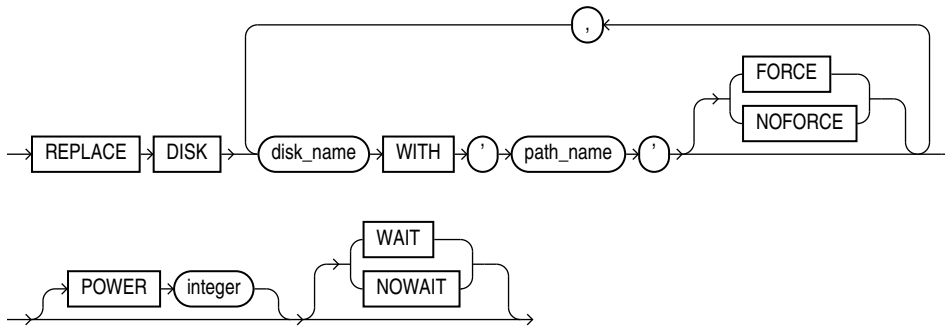 ,
FORCE
NOFORCE
REPLACE DISK disk_name WITH ’ path_name ’
WAIT
NOWAIT
POWER integer